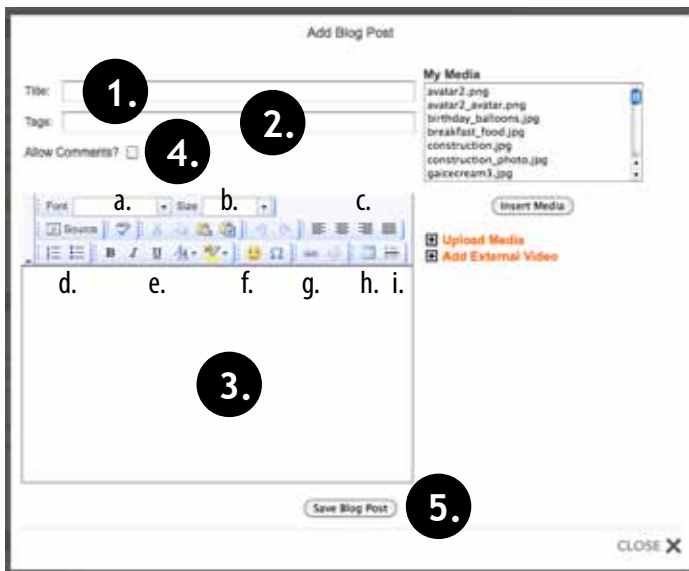 Add Blog Post
Title:
1.
Tags:
2.
Allow Comments?
4.
My Media
avatar2.png
avatar2_avatar.png
birthday_balloons.jpg
breakfast_food.jpg
construction.jpg
construction_photo.jpg
gaicecream3.jpg
Insert Media
Upload Media
Add External Video
Font a. Size b. c.
Source
B I U A Ω
d. e. f. g. h. i.
3.
Save Blog Post
5.
CLOSE X